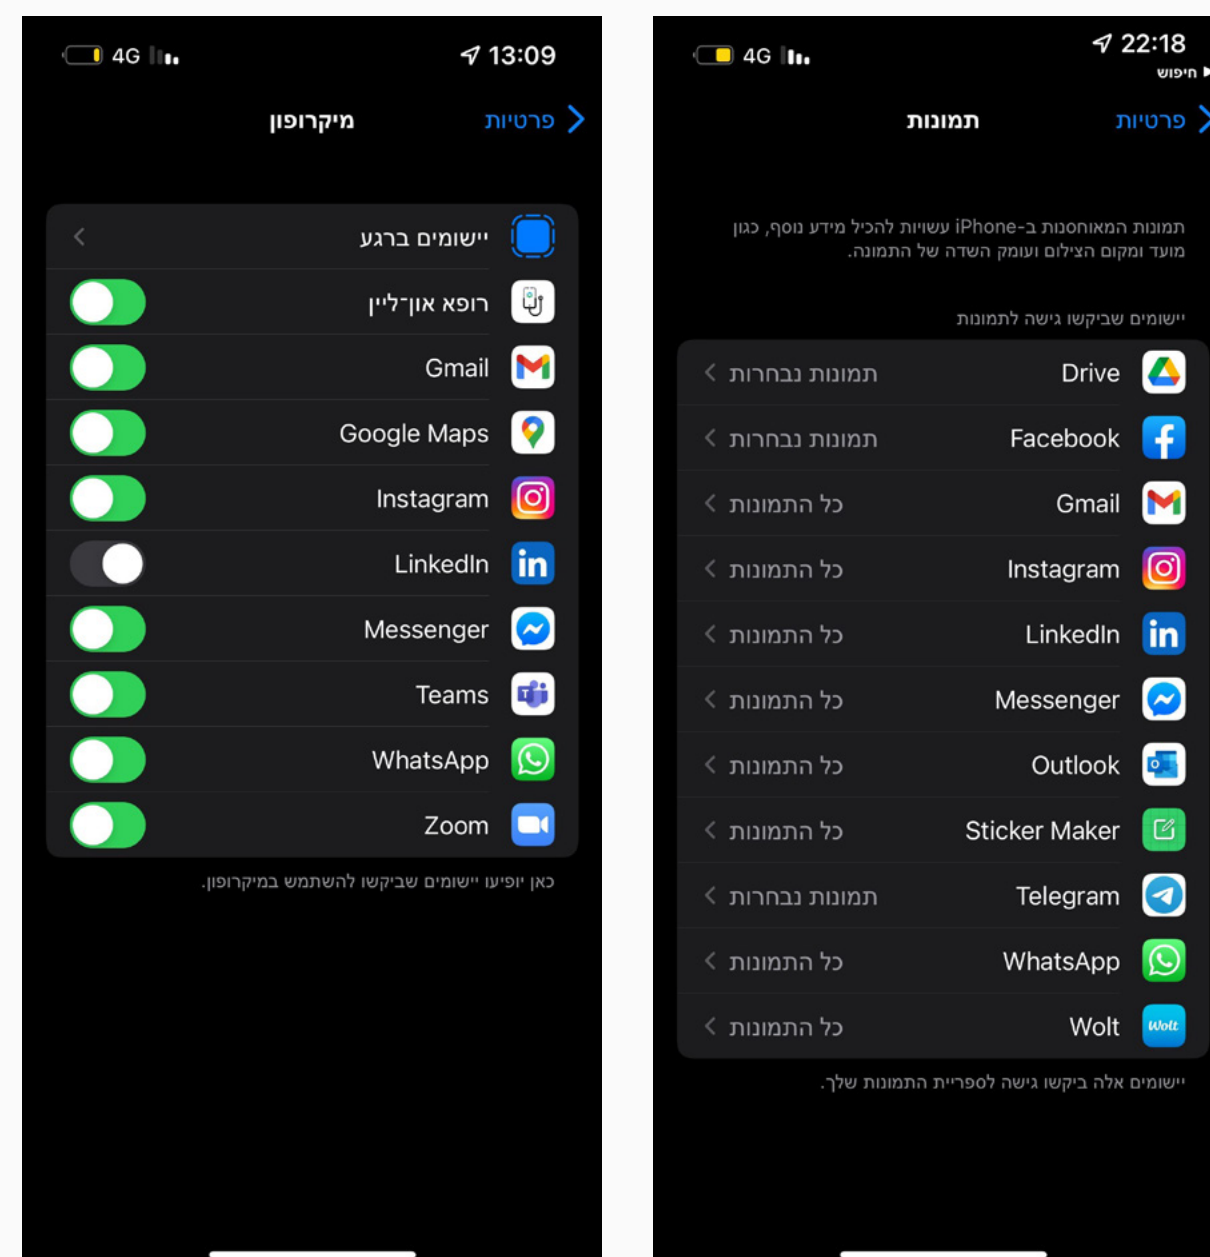 4G
13:09
פרטיות
מיקרופון
יישומים ברגע
רופא און־ליין
Gmail
Google Maps
Instagram
LinkedIn
in
Messenger
Teams
T
WhatsApp
Zoom
כאן יופיעו יישומים שביקשו להשתמש במיקרופון.
4G
22:18
חיפוש
פרטיות
תמונות
תמונות המאוחסנות ב-iPhone עשויות להכיל מידע נוסף, כגון
מועד ומקום הצילום ועומק השדה של התמונה.
יישומים שביקשו גישה לתמונות
Drive תמונות נבחרות
Facebook תמונות נבחרות
Gmail כל התמונות
Instagram כל התמונות
LinkedIn כל התמונות
in
Messenger כל התמונות
Outlook כל התמונות
Sticker Maker כל התמונות
Telegram תמונות נבחרות
WhatsApp כל התמונות
Wolt כל התמונות
Wolt
יישומים אלה ביקשו גישה לספריית התמונות שלך.